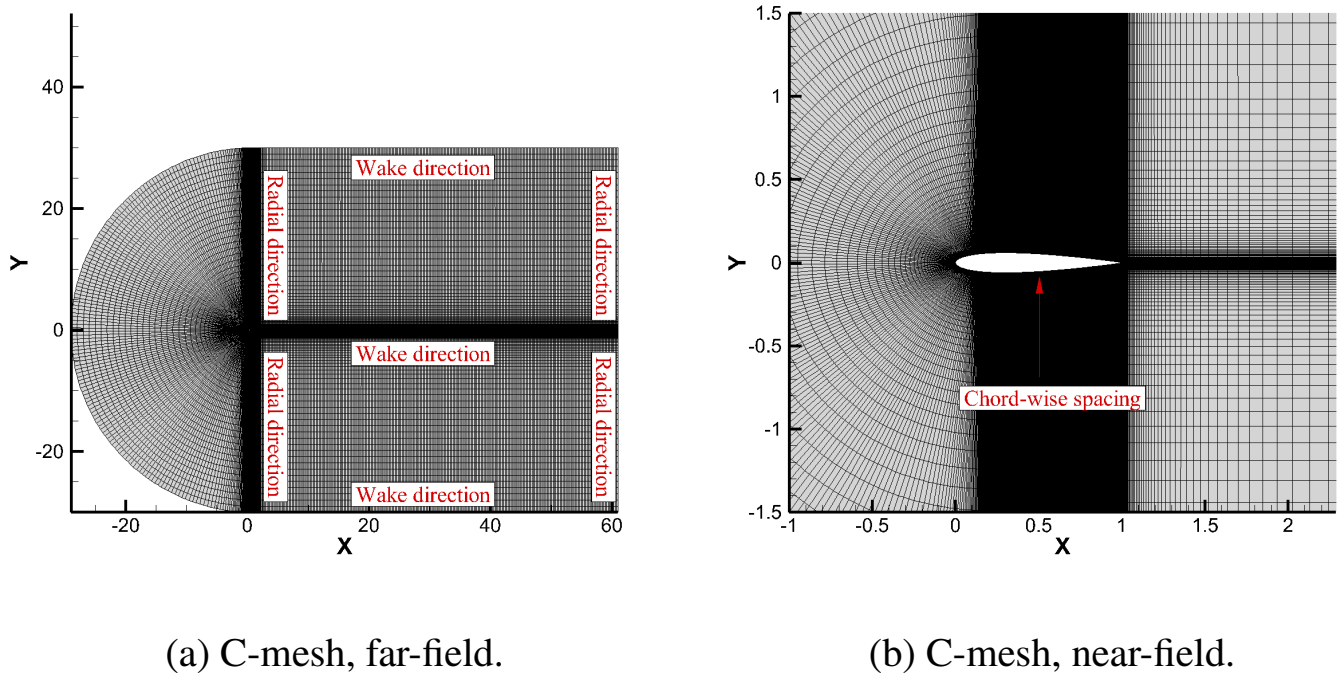 40
20
0
-20
Y
-20
0
20
40
60
X
Wake direction
Radial direction
Radial direction
Wake direction
Radial direction
Radial direction
Wake direction
1.5
1
0.5
0
-0.5
-1
-1.5
Y
-1
-0.5
0
0.5
1
1.5
2
X
Chord-wise spacing
(a) C-mesh, far-field.
(b) C-mesh, near-field.